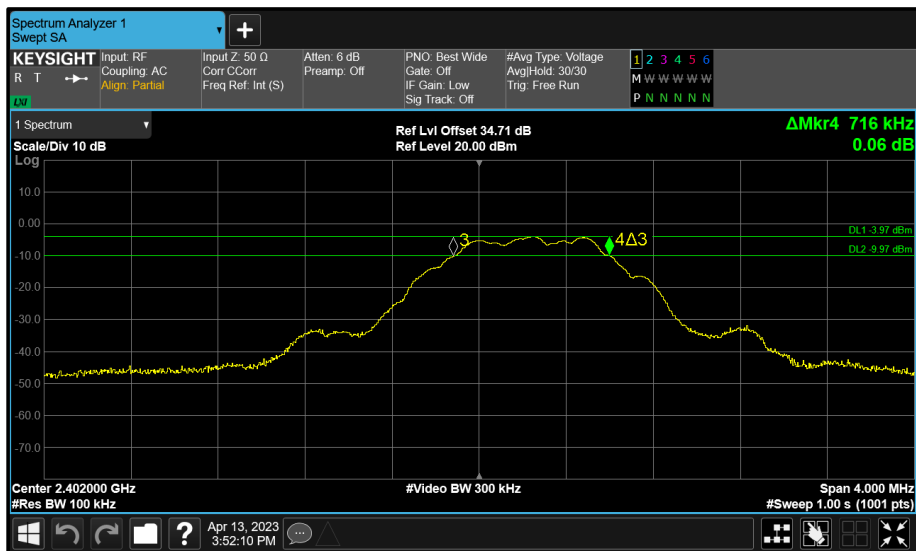 Spectrum Analyzer 1
Swept SA
KEYSIGHT
R T
LXI
Input: RF
Coupling: AC
Align: Partial
Input Z: 50 Ω
Corr CCorr
Freq Ref: Int (S)
Atten: 6 dB
Preamp: Off
PNO: Best Wide
Gate: Off
IF Gain: Low
Sig Track: Off
#Avg Type: Voltage
Avg|Hold: 30/30
Trig: Free Run
1 2 3 4 5 6
M W W W W W
P N N N N N
1 Spectrum
Scale/Div 10 dB
Ref Lvl Offset 34.71 dB
Ref Level 20.00 dBm
ΔMkr4 716 kHz
0.06 dB
Log
10.0
0.00
-10.0
-20.0
-30.0
-40.0
-50.0
-60.0
-70.0
3
4Δ3
DL1 -3.97 dBm
DL2 -9.97 dBm
Center 2.402000 GHz
#Res BW 100 kHz
#Video BW 300 kHz
Span 4.000 MHz
#Sweep 1.00 s (1001 pts)
?
Apr 13, 2023
3:52:10 PM